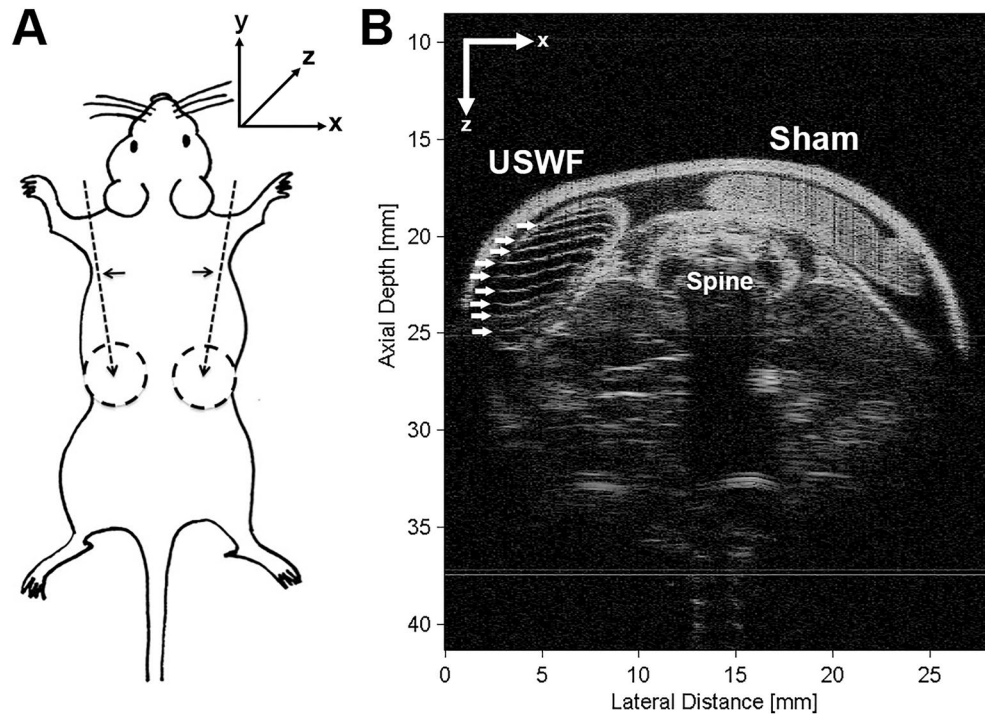 A
y
z
x
B
x
z
USWF
Sham
Spine
Axial Depth [mm]
10
15
20
25
30
35
40
0 5 10 15 20 25
Lateral Distance [mm]